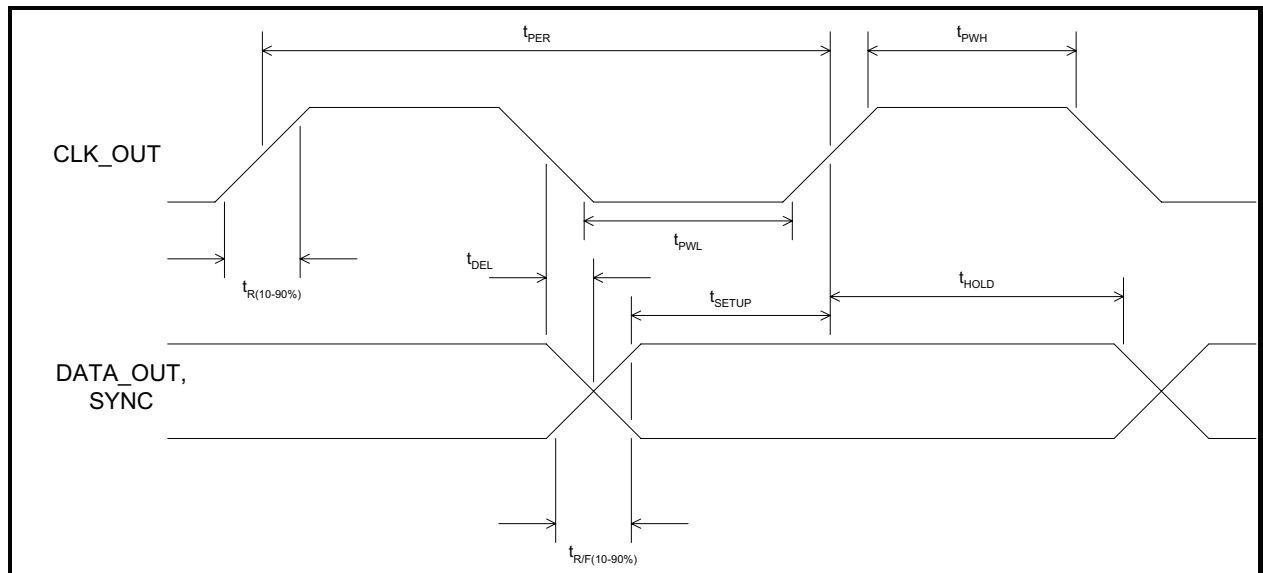 tPER
tPWH
CLK_OUT
tPWL
tDEL
tR(10-90%)
tSETUP
tHOLD
DATA_OUT,
SYNC
tR/F(10-90%)